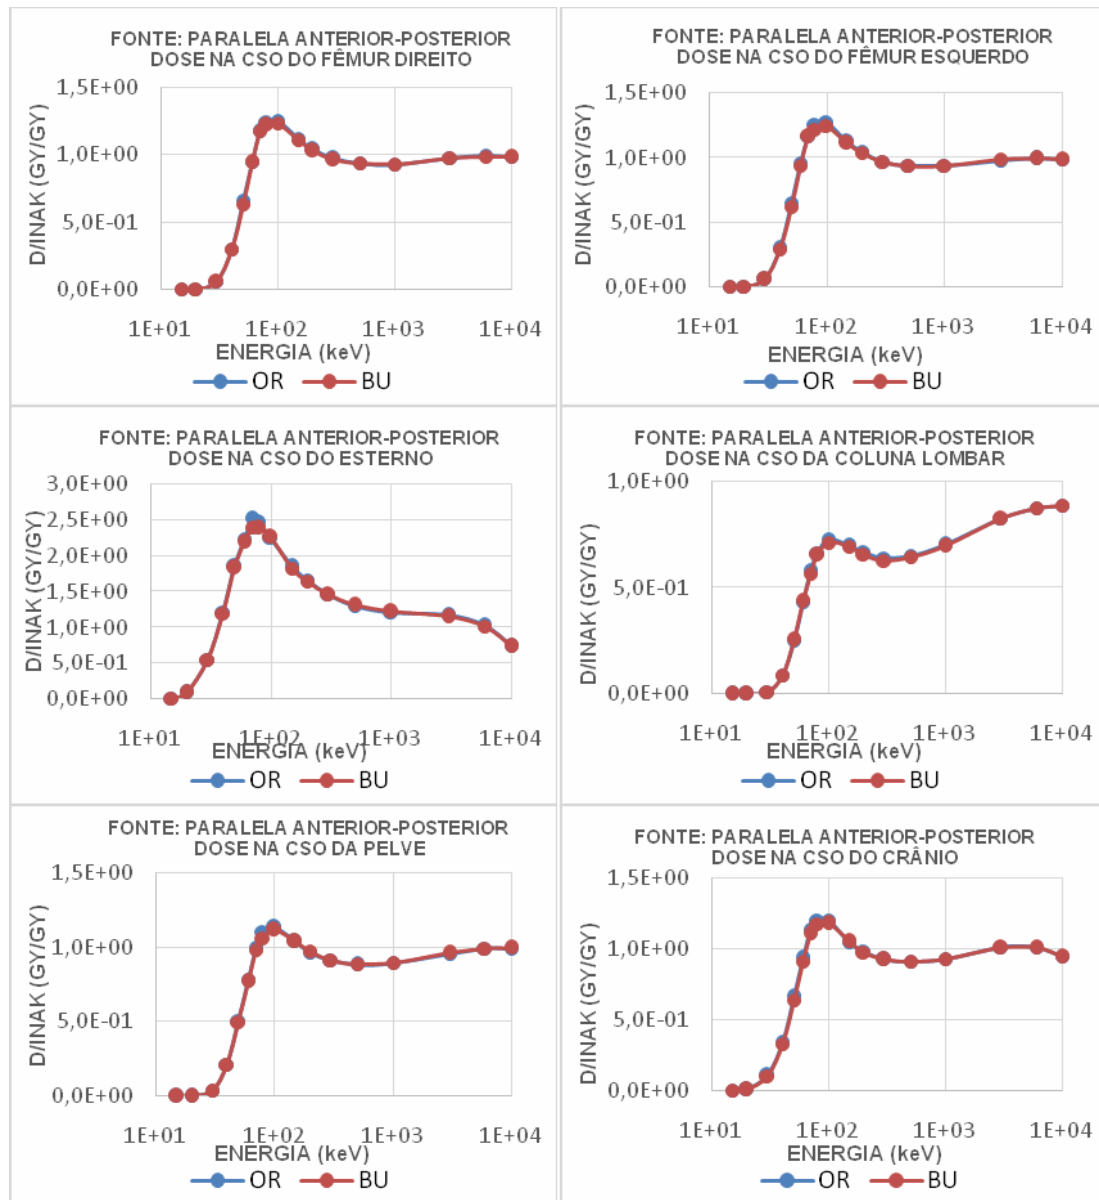 FONTE: PARALELA ANTERIOR-POSTERIOR
DOSE NA CSO DO FÊMUR DIREITO
D/INAK (GY/GY)
1,5E+00
1,0E+00
5,0E-01
0,0E+00
1E+01 1E+02 1E+03 1E+04
ENERGIA (keV)
OR BU
FONTE: PARALELA ANTERIOR-POSTERIOR
DOSE NA CSO DO FÊMUR ESQUERDO
D/INAK (GY/GY)
1,5E+00
1,0E+00
5,0E-01
0,0E+00
1E+01 1E+02 1E+03 1E+04
ENERGIA (keV)
OR BU
FONTE: PARALELA ANTERIOR-POSTERIOR
DOSE NA CSO DO ESTERNO
D/INAK (GY/GY)
3,0E+00
2,5E+00
2,0E+00
1,5E+00
1,0E+00
5,0E-01
0,0E+00
1E+01 1E+02 1E+03 1E+04
ENERGIA (keV)
OR BU
FONTE: PARALELA ANTERIOR-POSTERIOR
DOSE NA CSO DA COLUNA LOMBAR
D/INAK (GY/GY)
1,0E+00
5,0E-01
0,0E+00
1E+01 1E+02 1E+03 1E+04
ENERGIA (keV)
OR BU
FONTE: PARALELA ANTERIOR-POSTERIOR
DOSE NA CSO DA PELVE
D/INAK (GY/GY)
1,5E+00
1,0E+00
5,0E-01
0,0E+00
1E+01 1E+02 1E+03 1E+04
ENERGIA (keV)
OR BU
FONTE: PARALELA ANTERIOR-POSTERIOR
DOSE NA CSO DO CRÂNIO
D/INAK (GY/GY)
1,5E+00
1,0E+00
5,0E-01
0,0E+00
1E+01 1E+02 1E+03 1E+04
ENERGIA (keV)
OR BU